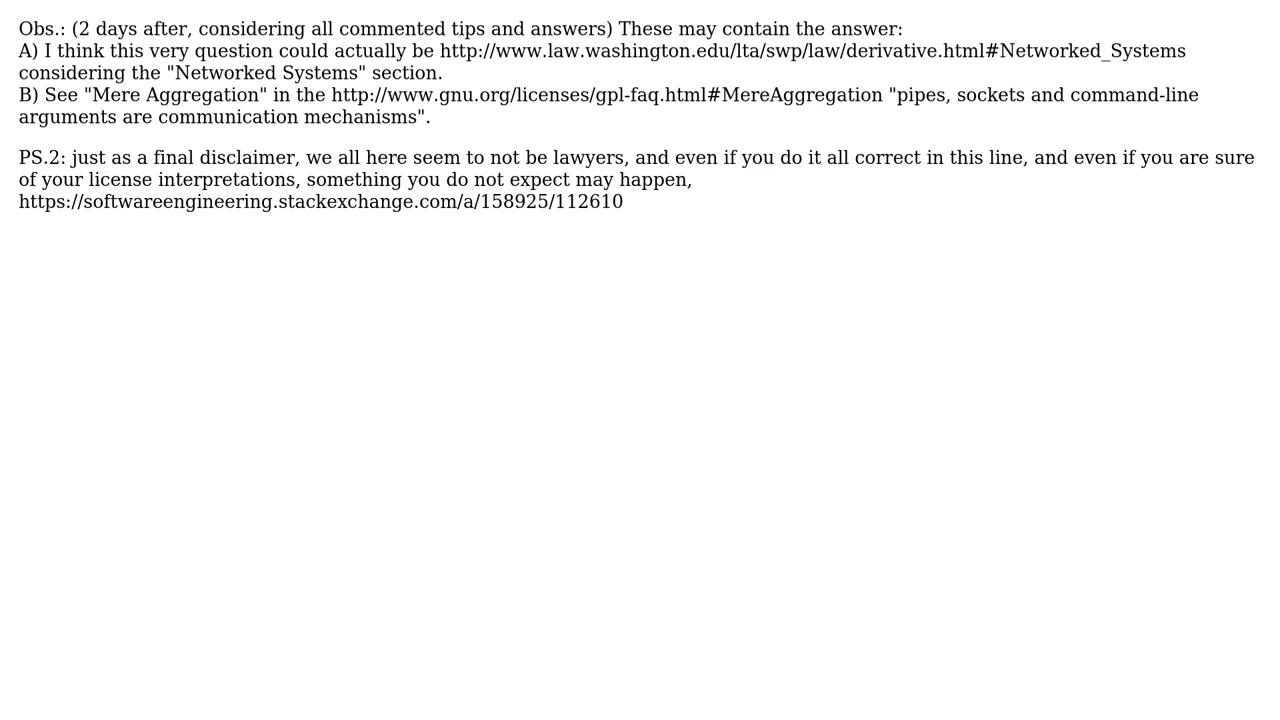 Obs.: (2 days after, considering all commented tips and answers) These may contain the answer:
A) I think this very question could actually be http://www.law.washington.edu/lta/swp/law/derivative.html#Networked_Systems
considering the "Networked Systems" section.
B) See "Mere Aggregation" in the http://www.gnu.org/licenses/gpl-faq.html#MereAggregation "pipes, sockets and command-line
arguments are communication mechanisms".
PS.2: just as a final disclaimer, we all here seem to not be lawyers, and even if you do it all correct in this line, and even if you are sure
of your license interpretations, something you do not expect may happen,
https://softwareengineering.stackexchange.com/a/158925/112610